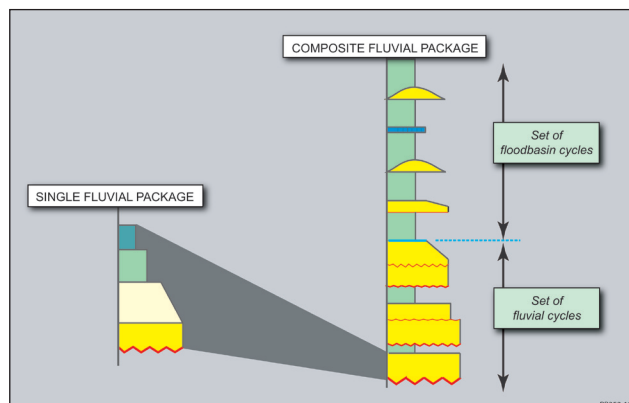 COMPOSITE FLUVIAL PACKAGE
Set of
floodbasin cycles
SINGLE FLUVIAL PACKAGE
Set of
fluvial cycles